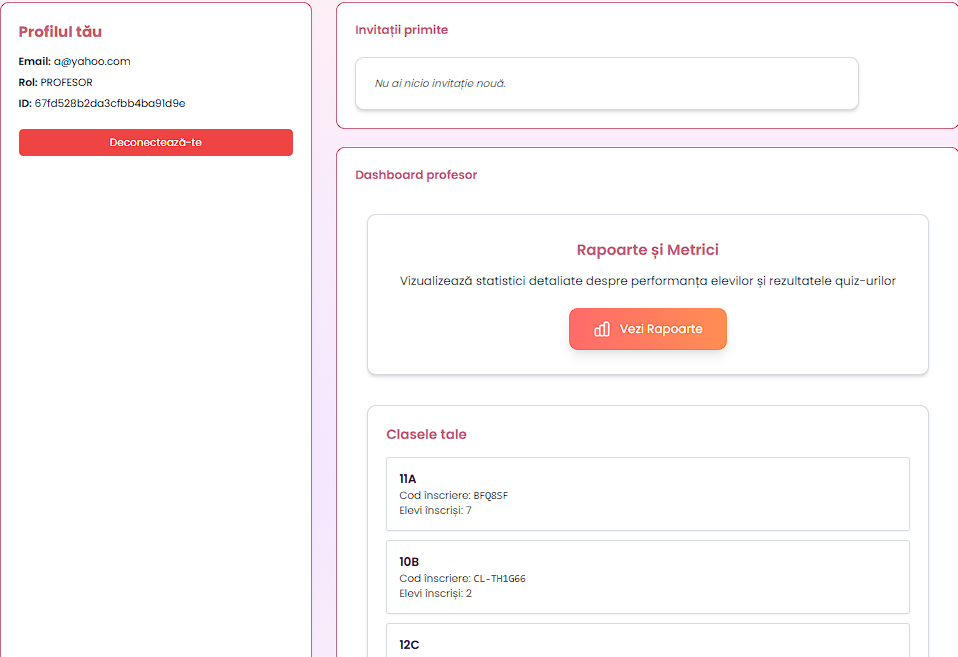 Profilul tău
Email: a@yahoo.com
Rol: PROFESOR
ID: 67fd528b2da3cfbb4ba91d9e
Deconectează-te
Invitații primite
Nu ai nicio invitație nouă.
Dashboard profesor
Rapoarte și Metrici
Vizualizează statistici detaliate despre performanța elevilor și rezultatele quiz-urilor
Vezi Rapoarte
Clasele tale
11A
Cod înscriere: BFQ8SF
Elevi înscriși: 7
10B
Cod înscriere: CL-TH1G66
Elevi înscriși: 2
12C